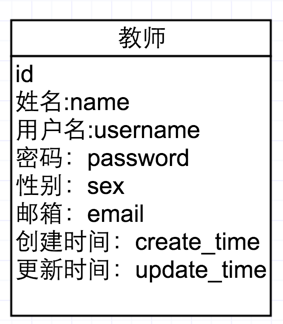 教师
id
姓名:name
用户名:username
密码：password
性别：sex
邮箱：email
创建时间：create_time
更新时间：update_time